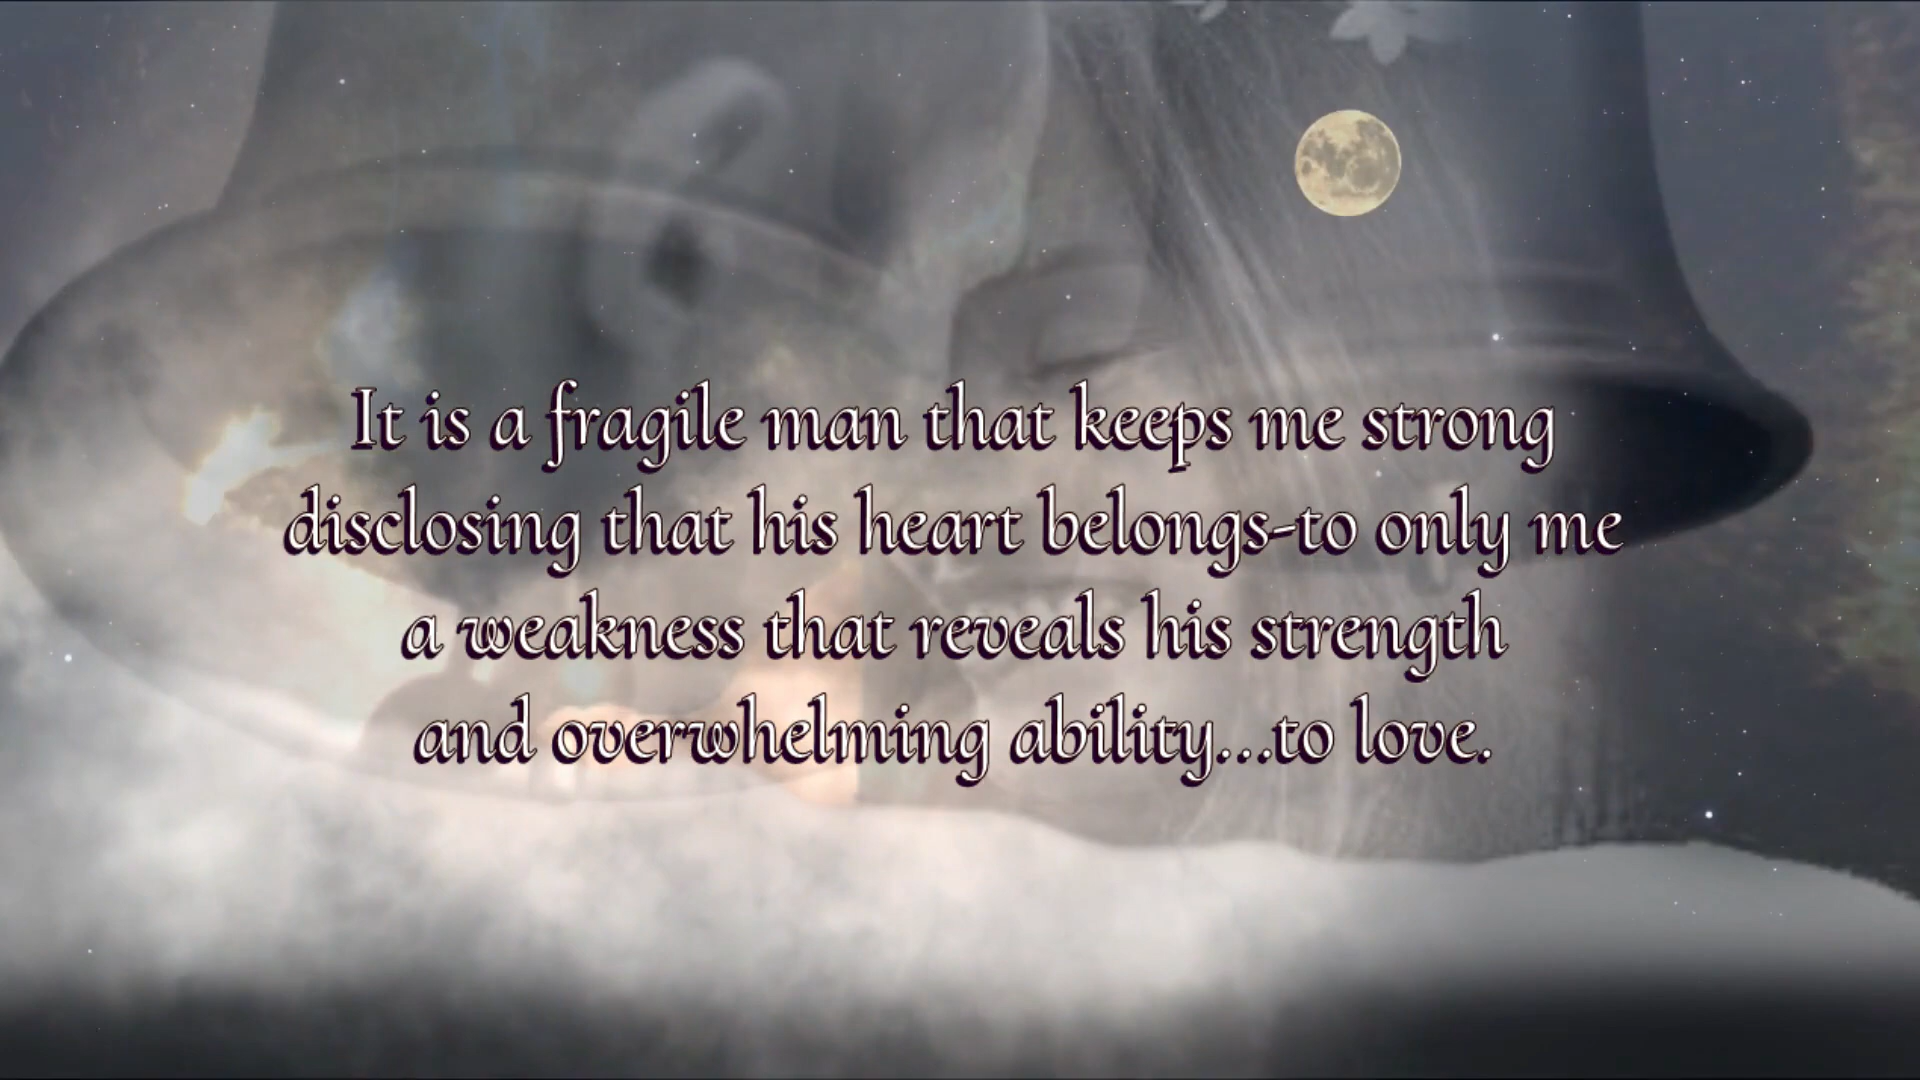 It is a fragile man that keeps me strong
disclosing that his heart belongs-to only me
a weakness that reveals his strength
and overwhelming ability...to love.